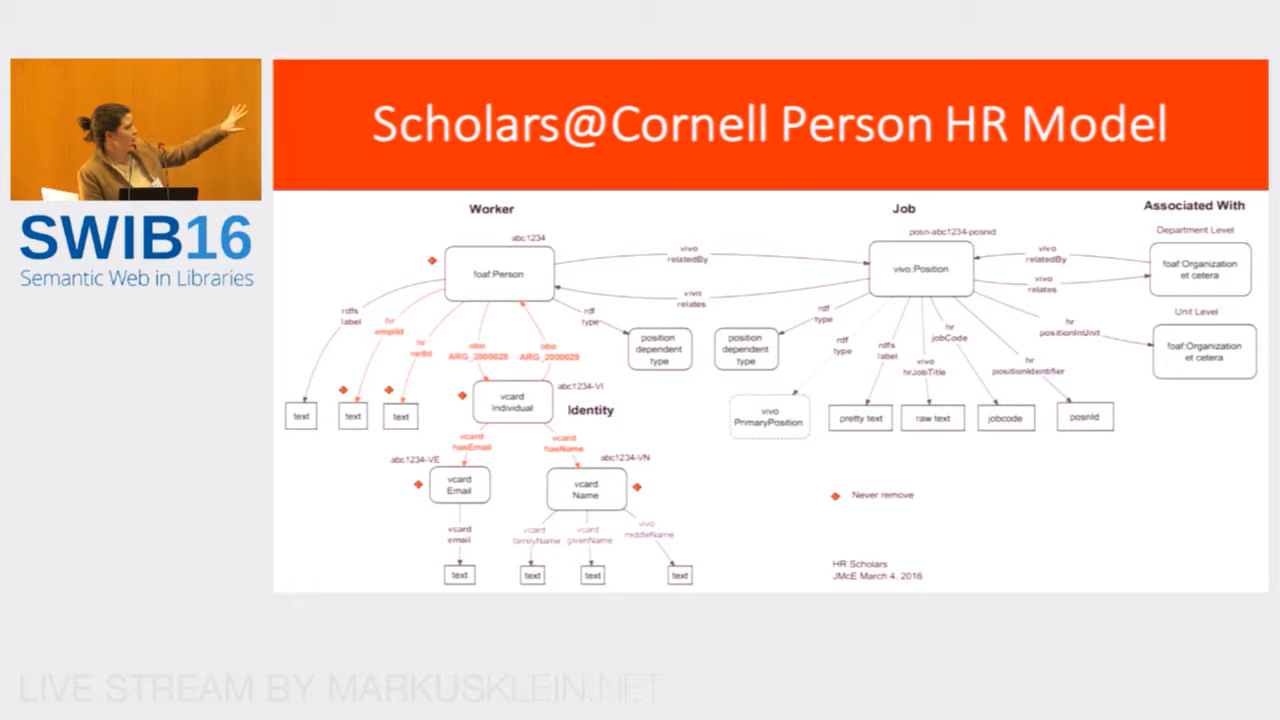 Scholars@Cornell Person HR Model
SWIB16
Semantic Web in Libraries
Worker
Job
Associated With
Department Level
abc1234
posn-abc1234-posnid
foaf:Person
vivo
relatedBy
vivo:Position
vivo
relatedBy
foaf:Organization
et cetera
vivo
relates
vivo
relates
Unit Level
rdfs
label
hr
emplId
hr
netId
rdf
type
rdf
type
hr
positionInUnit
obo
ARG_2000028
obo
ARG_2000029
position
dependent
type
position
dependent
type
rdf
type
rdfs
label
vivo
hrJobTitle
hr
jobCode
hr
positionIdentifier
foaf:Organization
et cetera
abc1234-VI
vcard
Individual
Identity
text
text
text
vivo
PrimaryPosition
pretty text
raw text
jobcode
posnId
vcard
hasEmail
vcard
hasName
abc1234-VE
abc1234-VN
vcard
Email
vcard
Name
Never remove
vcard
email
vcard
familyName
vcard
givenName
vivo
middleName
text
text
text
text
HR Scholars
JMcE March 4, 2016
LIVE STREAM BY MARKUSKLEIN.NET